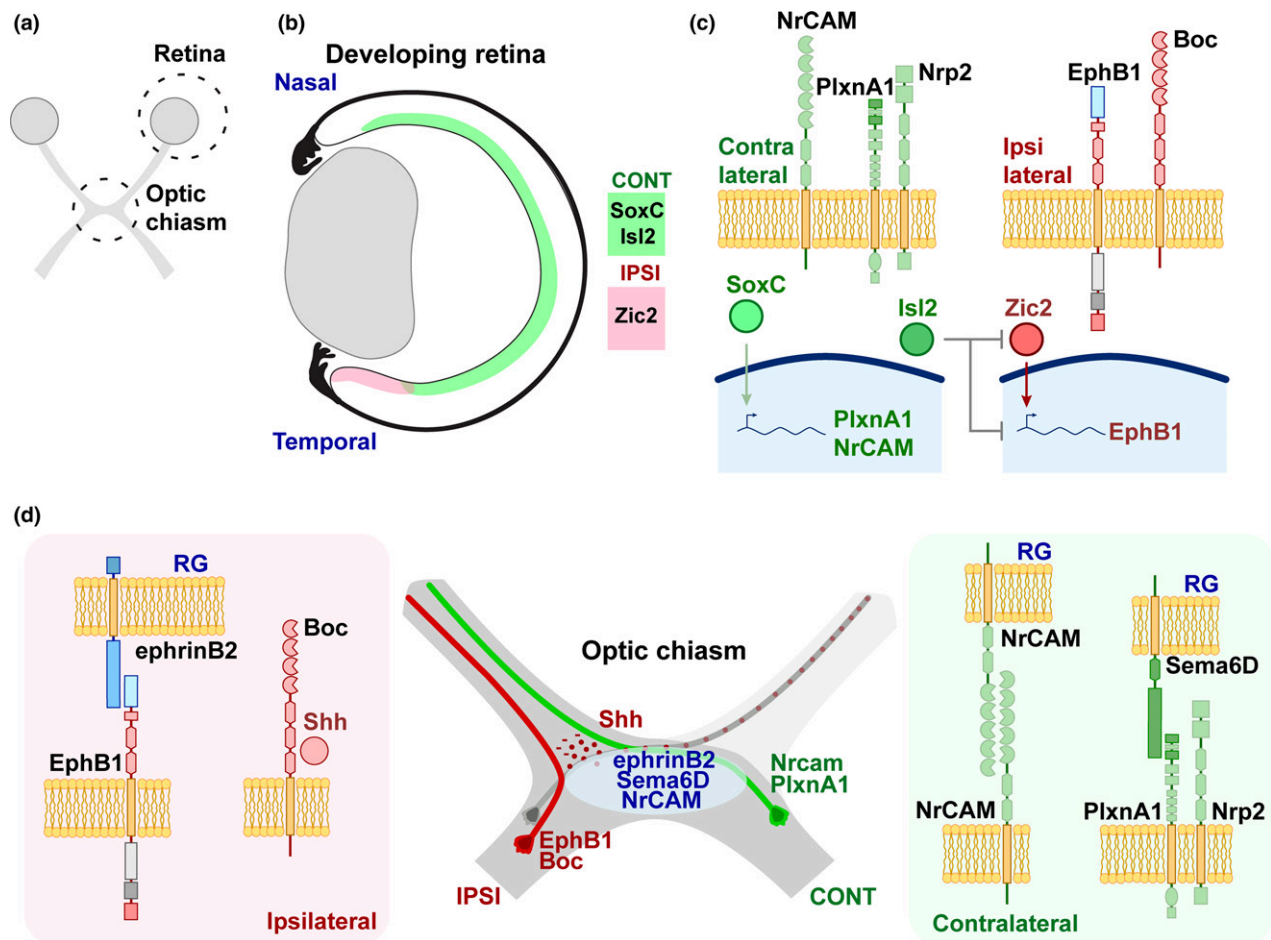 (a)
Retina
Optic
chiasm
(b)
Developing retina
Nasal
Temporal
CONT
SoxC
Isl2
IPSI
Zic2
(c)
NrCAM
PlxnA1
Nrp2
Contra
lateral
EphB1
Boc
Ipsi
lateral
SoxC
Isl2
Zic2
PlxnA1
NrCAM
EphB1
(d)
RG
ephrinB2
Boc
Shh
EphB1
Ipsilateral
Optic chiasm
Shh
ephrinB2
Sema6D
NrCAM
Nrcam
PlxnA1
EphB1
Boc
IPSI
CONT
RG
NrCAM
RG
Sema6D
NrCAM
PlxnA1
Nrp2
Contralateral